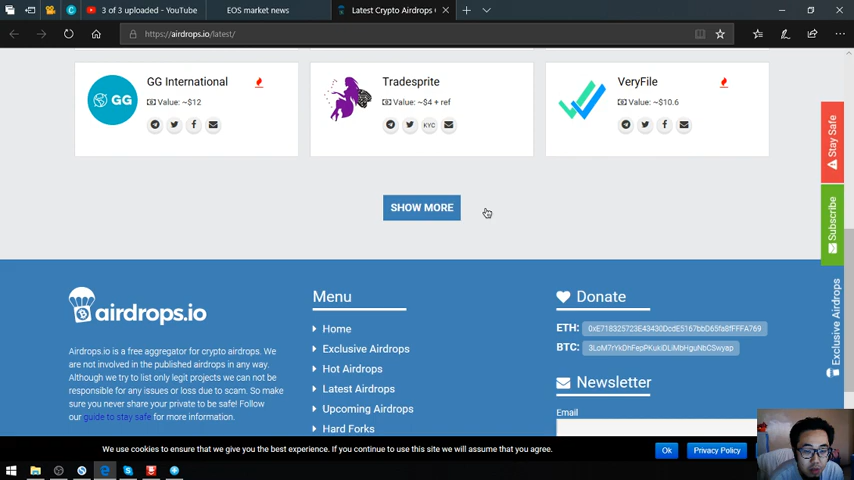 3 of 3 uploaded - YouTube
EOS market news
Latest Crypto Airdrops
https://airdrops.io/latest/
GG
GG International
Value: ~$12
Tradesprite
Value: ~$4 + ref
KYC
VeryFile
Value: ~$10.6
SHOW MORE
Stay Safe
Subscribe
Exclusive Airdrops
airdrops.io
Airdrops.io is a free aggregator for crypto airdrops. We
are not involved in the published airdrops in any way.
Although we try to list only legit projects we can not be
responsible for any issues or loss due to scam. So make
sure you never share your private to be safe! Follow
our guide to stay safe for more information.
Menu
Home
Exclusive Airdrops
Hot Airdrops
Latest Airdrops
Upcoming Airdrops
Hard Forks
Donate
ETH:
BTC:
Newsletter
Email
We use cookies to ensure that we give you the best experience. If you continue to use this site we will assume that you agree.
Ok
Privacy Policy